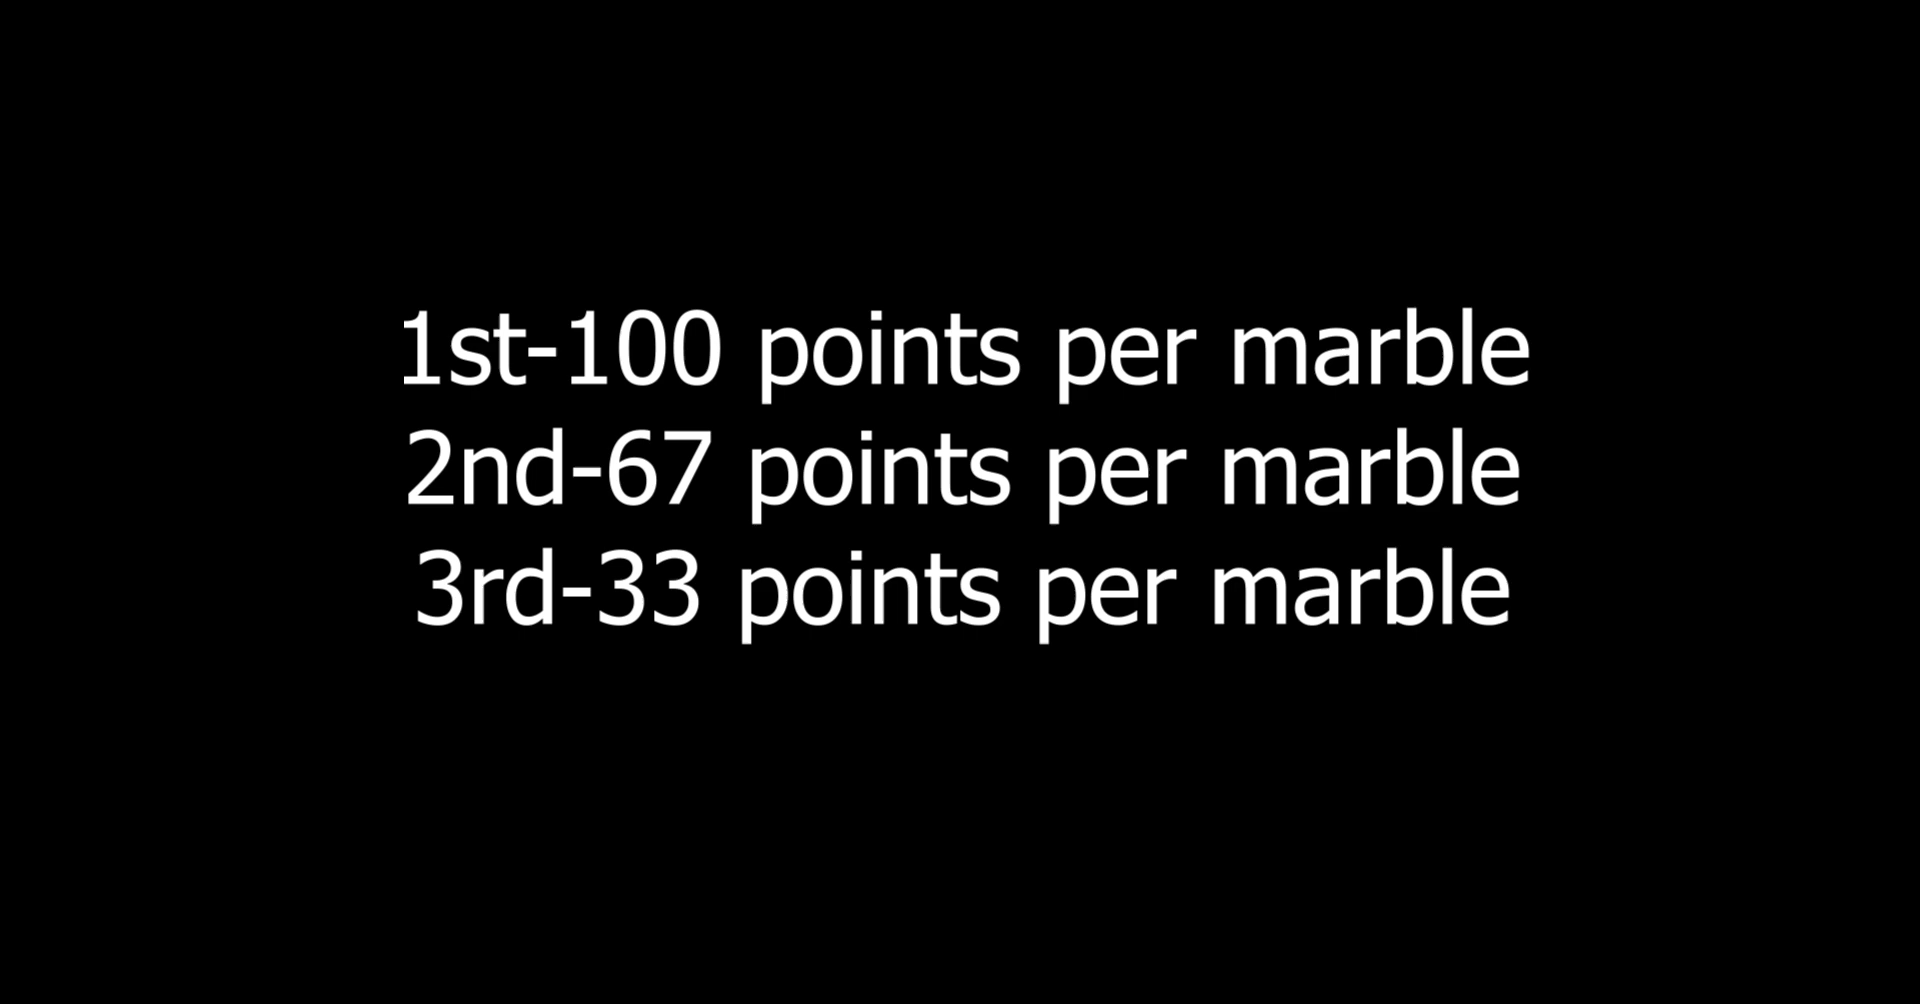 1st-100 points per marble
2nd-67 points per marble
3rd-33 points per marble